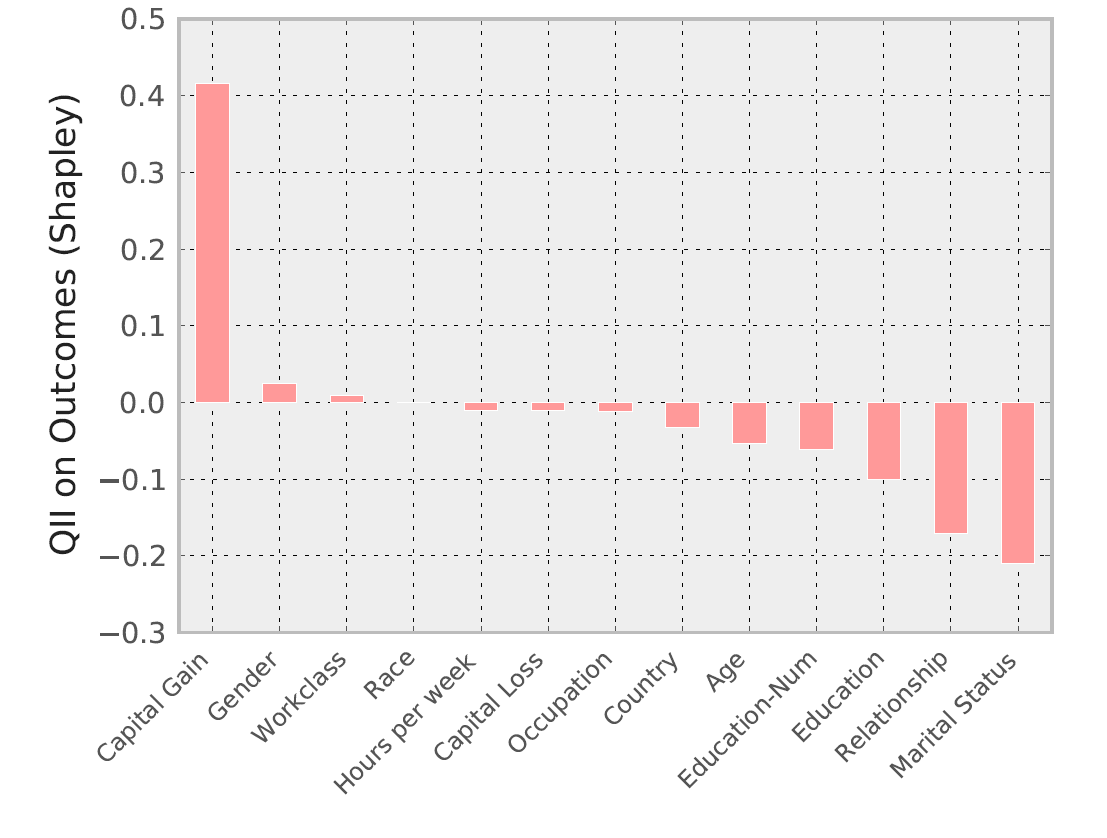 QII on Outcomes (Shapley)
0.5
0.4
0.3
0.2
0.1
0.0
−0.1
−0.2
−0.3
Capital Gain
Gender
Workclass
Race
Hours per week
Capital Loss
Occupation
Country
Age
Education-Num
Education
Relationship
Marital Status